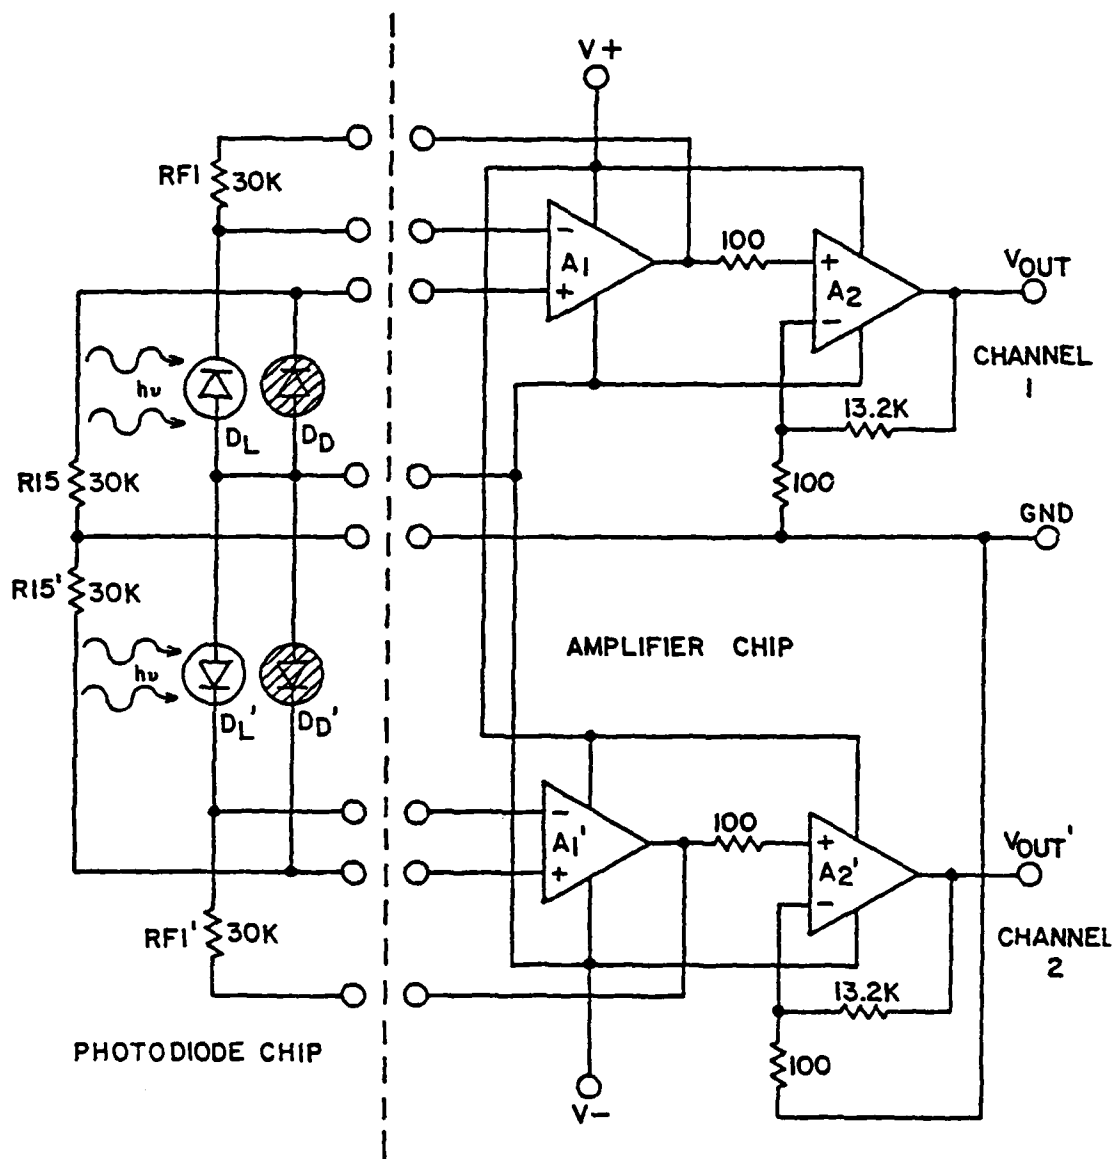 V+
RF1
30K
−
A1
+
100
+
A2
−
VOUT
CHANNEL
1
hν
DL
DD
13.2K
R15
30K
100
GND
R15'
30K
AMPLIFIER CHIP
hν
DL'
DD'
−
A1'
+
100
+
A2'
−
VOUT'
RF1'
30K
CHANNEL
2
13.2K
PHOTODIODE CHIP
100
V−